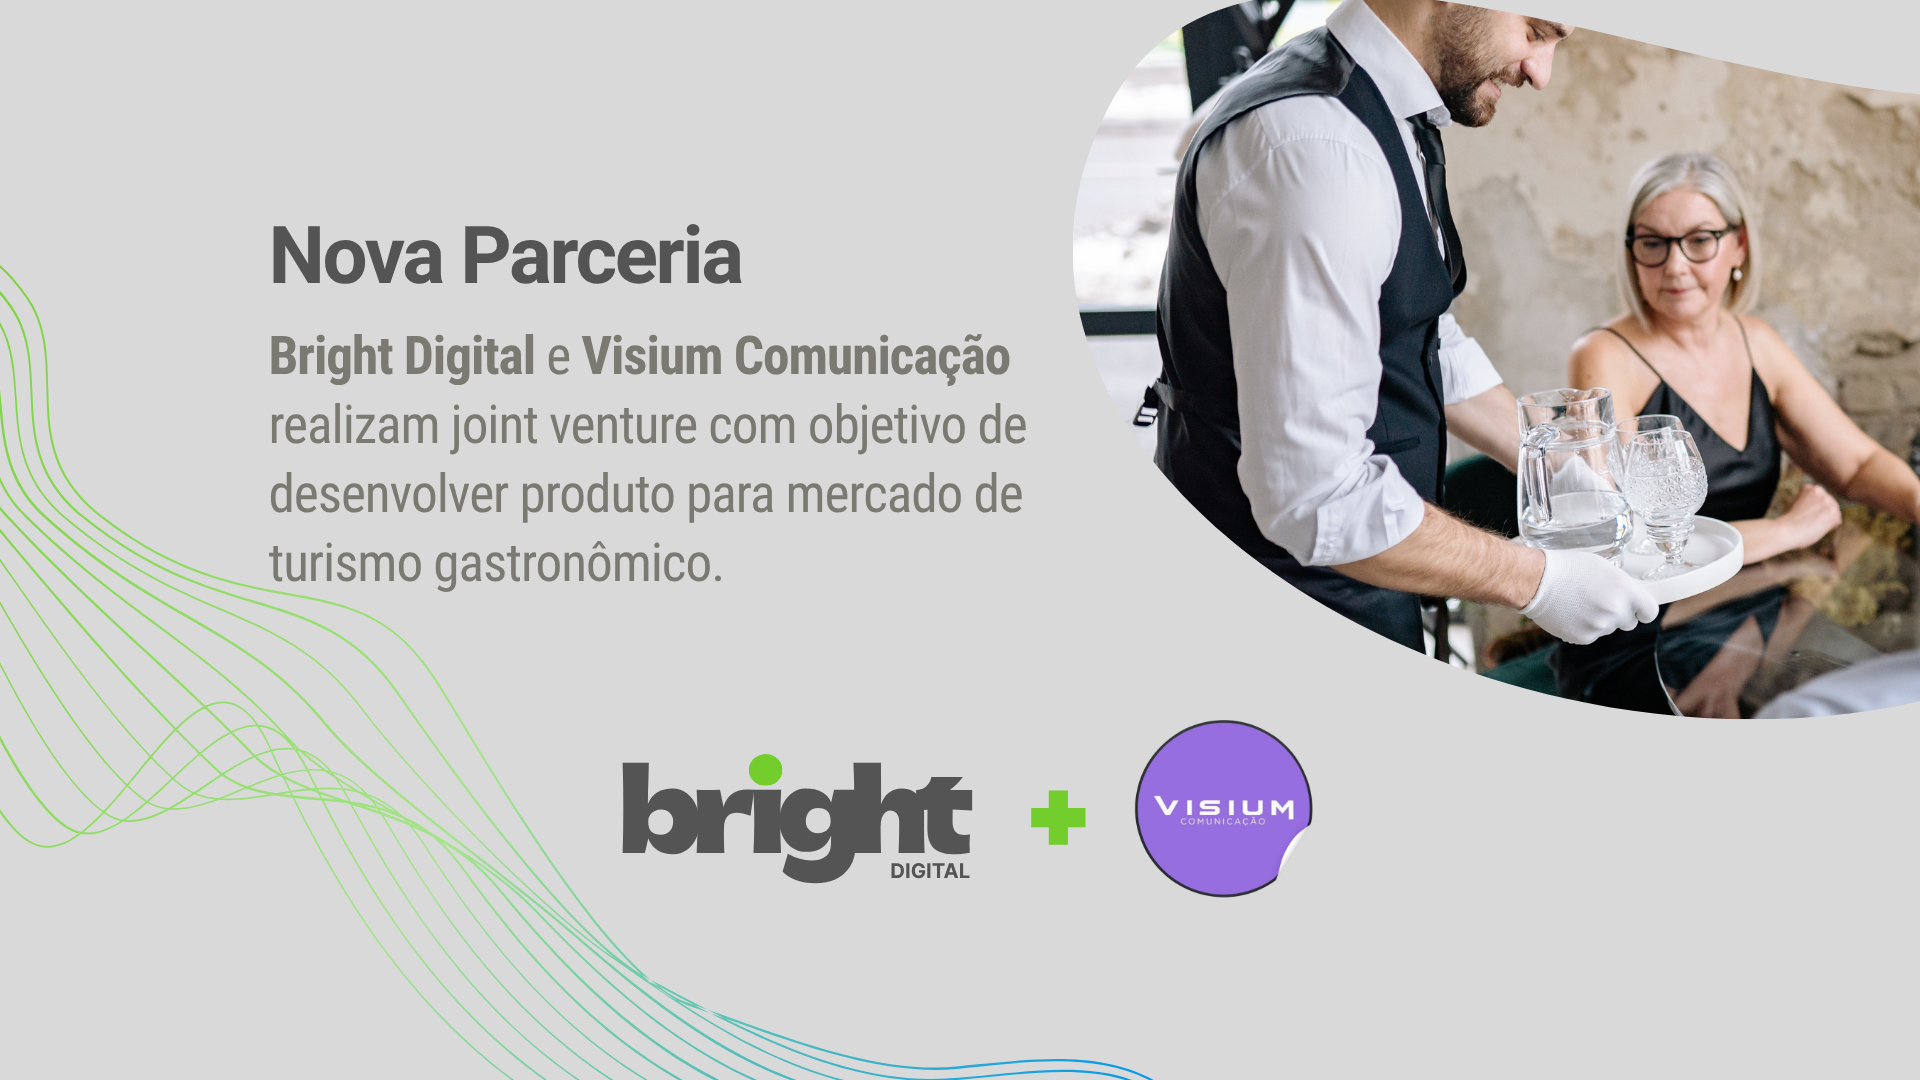 Nova Parceria
Bright Digital e Visium Comunicação
realizam joint venture com objetivo de
desenvolver produto para mercado de
turismo gastronômico.
bright
DIGITAL
VISIUM
COMUNICAÇÃO